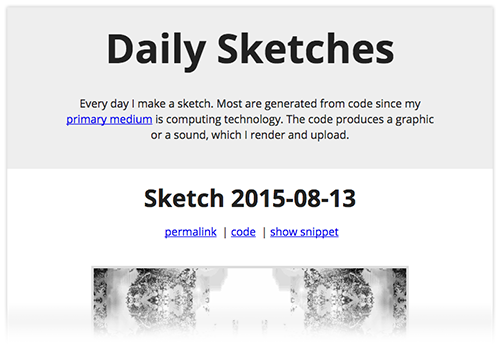 Daily Sketches
Every day I make a sketch. Most are generated from code since my
primary medium is computing technology. The code produces a graphic
or a sound, which I render and upload.
Sketch 2015-08-13
permalink | code | show snippet